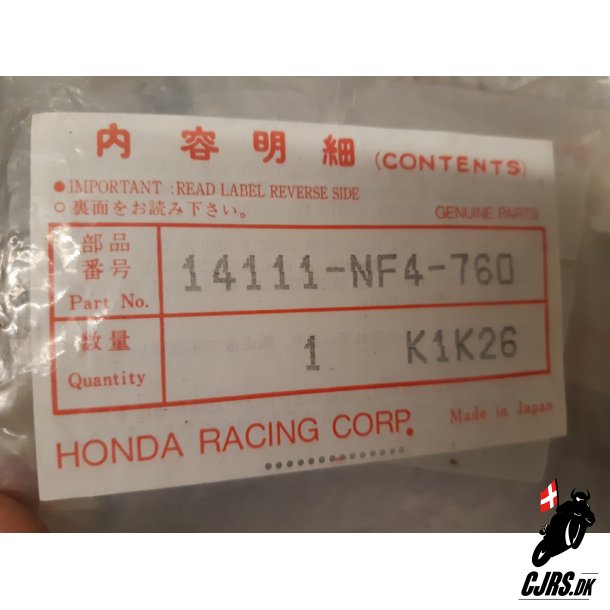 内容明細 (CONTENTS)
● IMPORTANT :READ LABEL REVERSE SIDE
○ 裏面をお読み下さい。
GENUINE PARTS
部品
番号
Part No.
14111-NF4-760
数量
Quantity
1 K1K26
HONDA RACING CORP.
Made in Japan
CJRS.DK